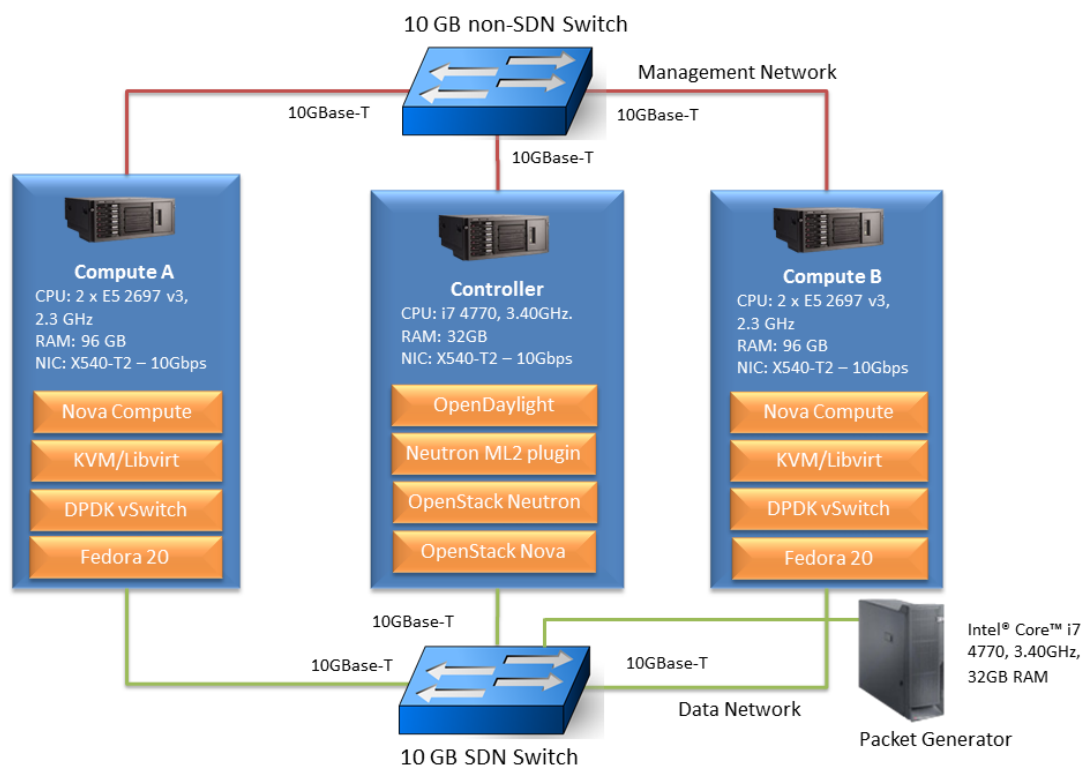 10 GB non-SDN Switch
Management Network
10GBase-T
10GBase-T
10GBase-T
Compute A
CPU: 2 x E5 2697 v3,
2.3 GHz
RAM: 96 GB
NIC: X540-T2 – 10Gbps
Nova Compute
KVM/Libvirt
DPDK vSwitch
Fedora 20
Controller
CPU: i7 4770, 3.40GHz.
RAM: 32GB
NIC: X540-T2 – 10Gbps
OpenDaylight
Neutron ML2 plugin
OpenStack Neutron
OpenStack Nova
Compute B
CPU: 2 x E5 2697 v3,
2.3 GHz
RAM: 96 GB
NIC: X540-T2 – 10Gbps
Nova Compute
KVM/Libvirt
DPDK vSwitch
Fedora 20
10GBase-T
10GBase-T
10GBase-T
Data Network
10 GB SDN Switch
Intel® Core™ i7
4770, 3.40GHz,
32GB RAM
Packet Generator